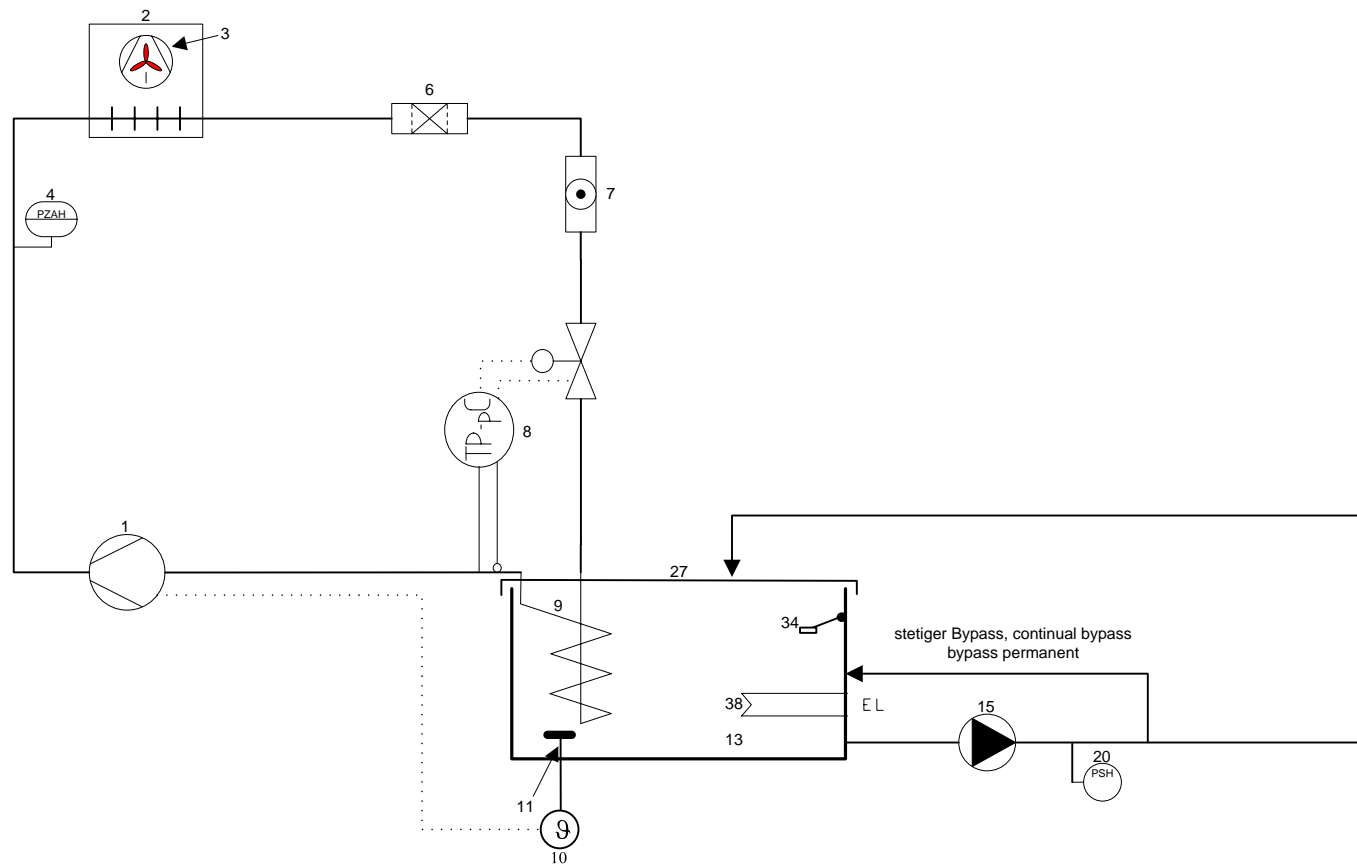 2
3
6
4
PZAH
7
TP-pC
8
1
27
9
34
stetiger Bypass, continual bypass
bypass permanent
38
EL
15
13
20
PSH
11
ϑ
10